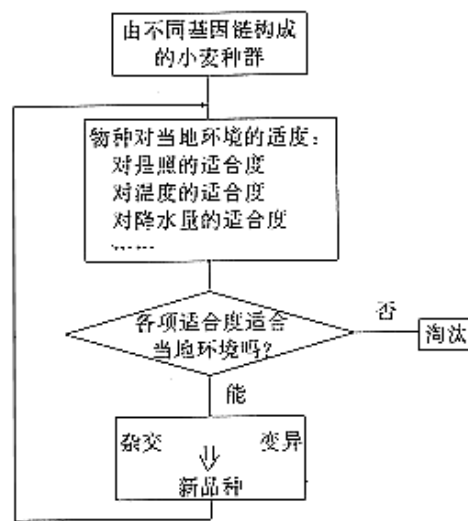 由不同基因链构成
的小麦种群
物种对当地环境的适度：
对光照的适合度
对温度的适合度
对降水量的适合度
……
各项适合度适合
当地环境吗？
否
淘汰
能
杂交 变异
⇓
新品种